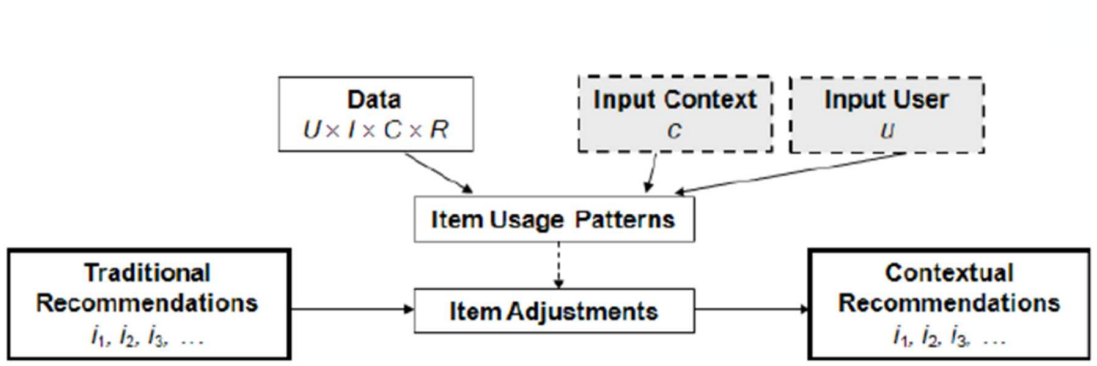 Data
U × I × C × R
Input Context
c
Input User
u
Item Usage Patterns
Traditional
Recommendations
i1, i2, i3, ...
Item Adjustments
Contextual
Recommendations
i1, i2, i3, ...